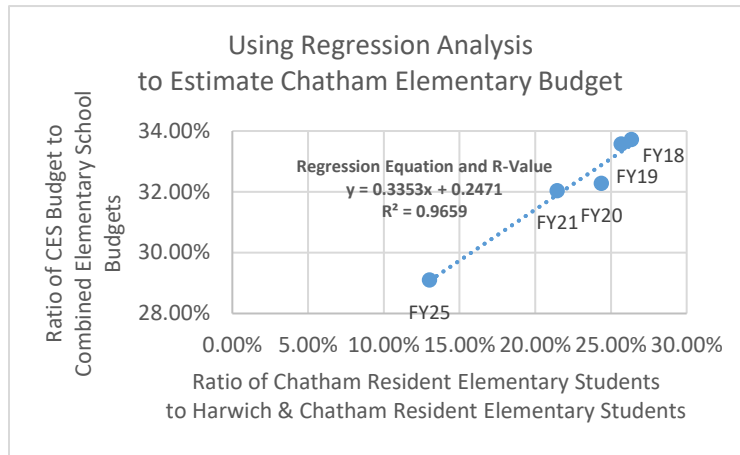 Using Regression Analysis
to Estimate Chatham Elementary Budget
Ratio of CES Budget to
Combined Elementary School
Budgets
34.00%
32.00%
30.00%
28.00%
Regression Equation and R-Value
y = 0.3353x + 0.2471
R² = 0.9659
FY18
FY19
FY20
FY21
FY25
0.00% 5.00% 10.00% 15.00% 20.00% 25.00% 30.00%
Ratio of Chatham Resident Elementary Students
to Harwich & Chatham Resident Elementary Students